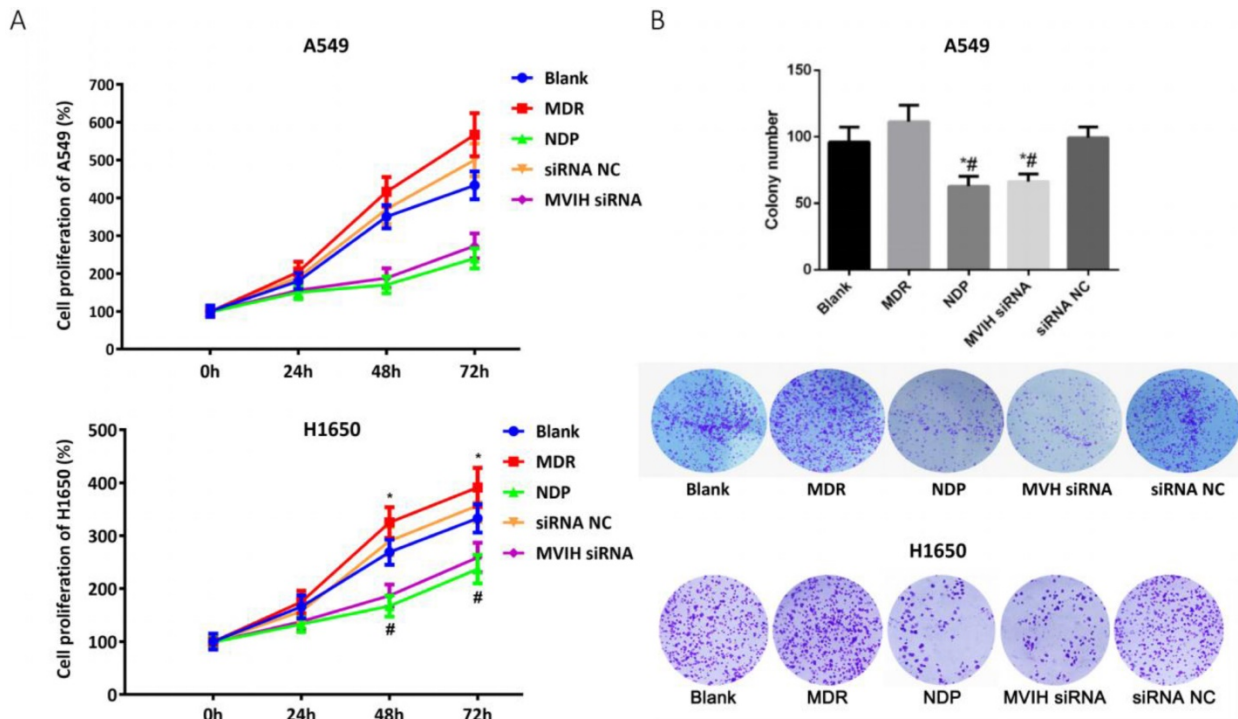 A
A549
Cell proliferation of A549 (%)
700
600
500
400
300
200
100
0
0h 24h 48h 72h
Blank
MDR
NDP
siRNA NC
MVIH siRNA
H1650
Cell proliferation of H1650 (%)
500
400
300
200
100
0
* *
# #
0h 24h 48h 72h
Blank
MDR
NDP
siRNA NC
MVIH siRNA
B
A549
Colony number
150
100
50
0
*# *#
Blank MDR NDP MVIH siRNA siRNA NC
Blank MDR NDP MVH siRNA siRNA NC
H1650
Blank MDR NDP MVIH siRNA siRNA NC